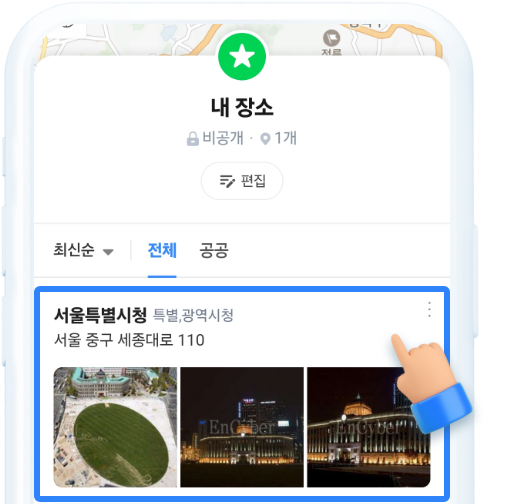 내 장소
비공개 · 1개
편집
최신순 전체 공공
서울특별시청 특별,광역시청
서울 중구 세종대로 110
EnCyber EnCyber